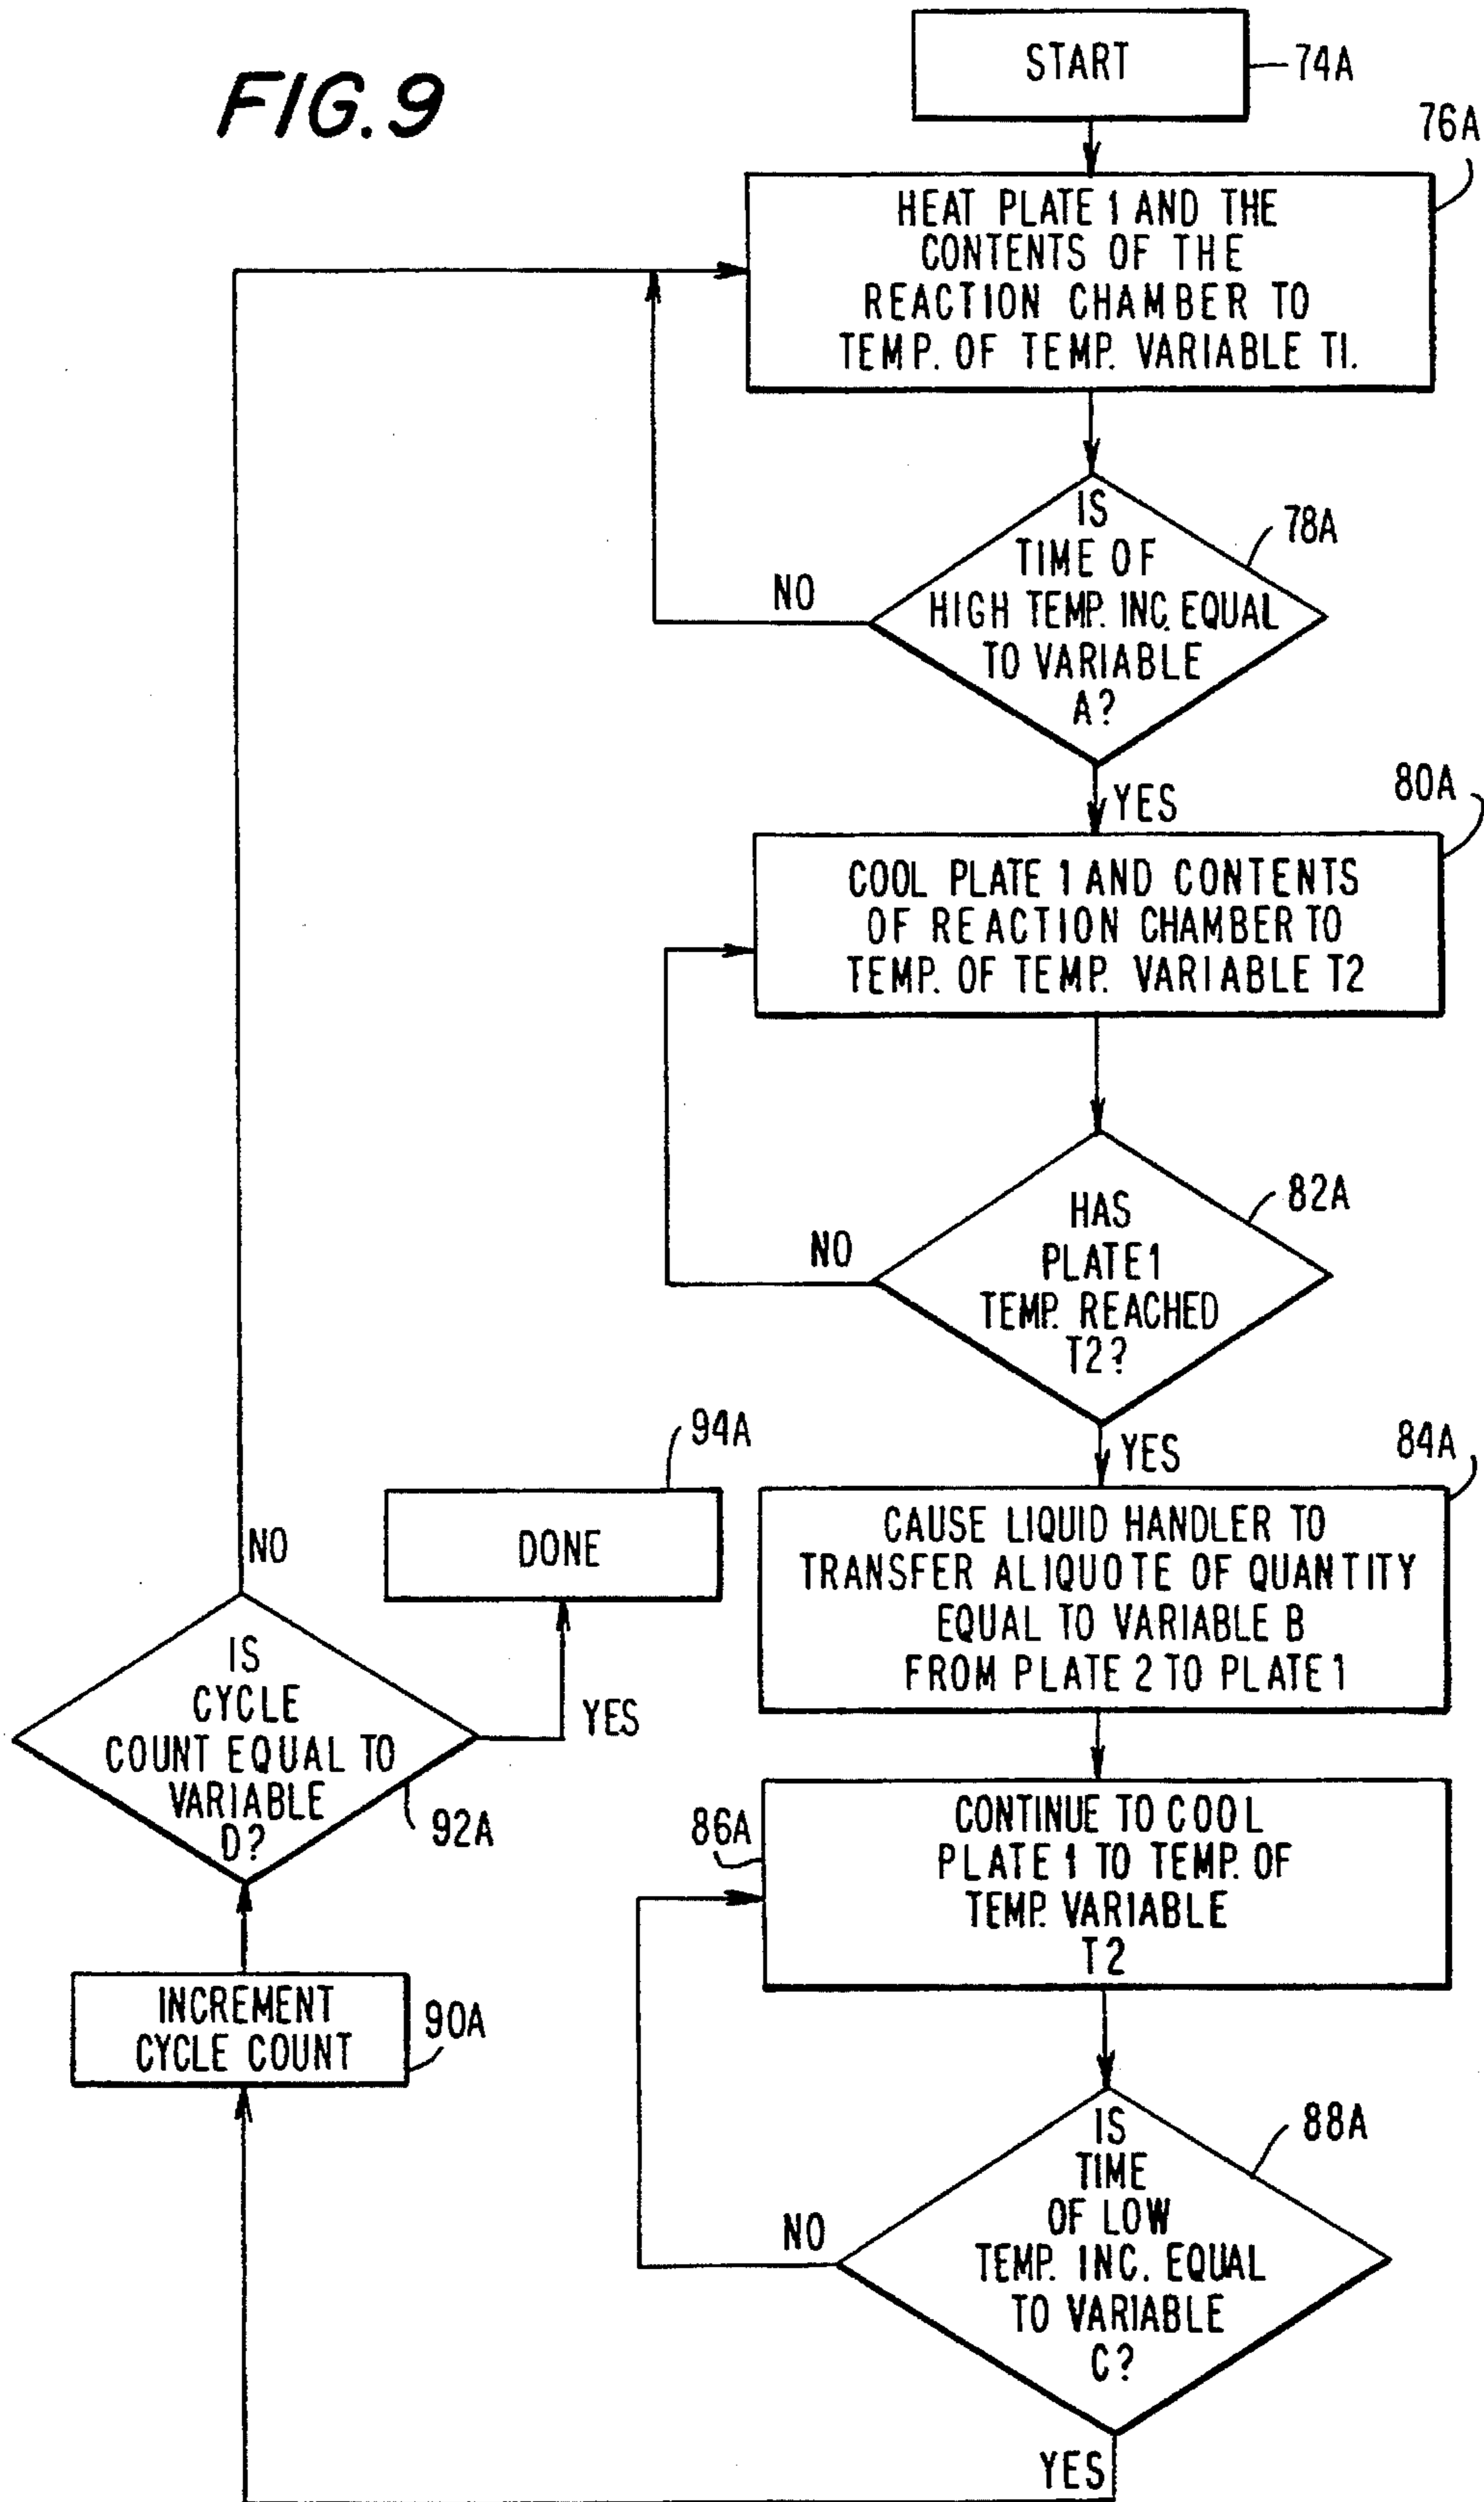 FIG. 9
START
74A
76A
HEAT PLATE 1 AND THE
CONTENTS OF THE
REACTION CHAMBER TO
TEMP. OF TEMP. VARIABLE T1.
IS
TIME OF
HIGH TEMP. INC. EQUAL
TO VARIABLE
A?
78A
NO
YES
80A
COOL PLATE 1 AND CONTENTS
OF REACTION CHAMBER TO
TEMP. OF TEMP. VARIABLE T2
HAS
PLATE 1
TEMP. REACHED
T2?
82A
NO
YES
84A
CAUSE LIQUID HANDLER TO
TRANSFER ALIQUOTE OF QUANTITY
EQUAL TO VARIABLE B
FROM PLATE 2 TO PLATE 1
86A
CONTINUE TO COOL
PLATE 1 TO TEMP. OF
TEMP. VARIABLE
T2
IS
TIME
OF LOW
TEMP. INC. EQUAL
TO VARIABLE
C?
88A
NO
YES
INCREMENT
CYCLE COUNT
90A
IS
CYCLE
COUNT EQUAL TO
VARIABLE
D?
92A
NO
YES
94A
DONE